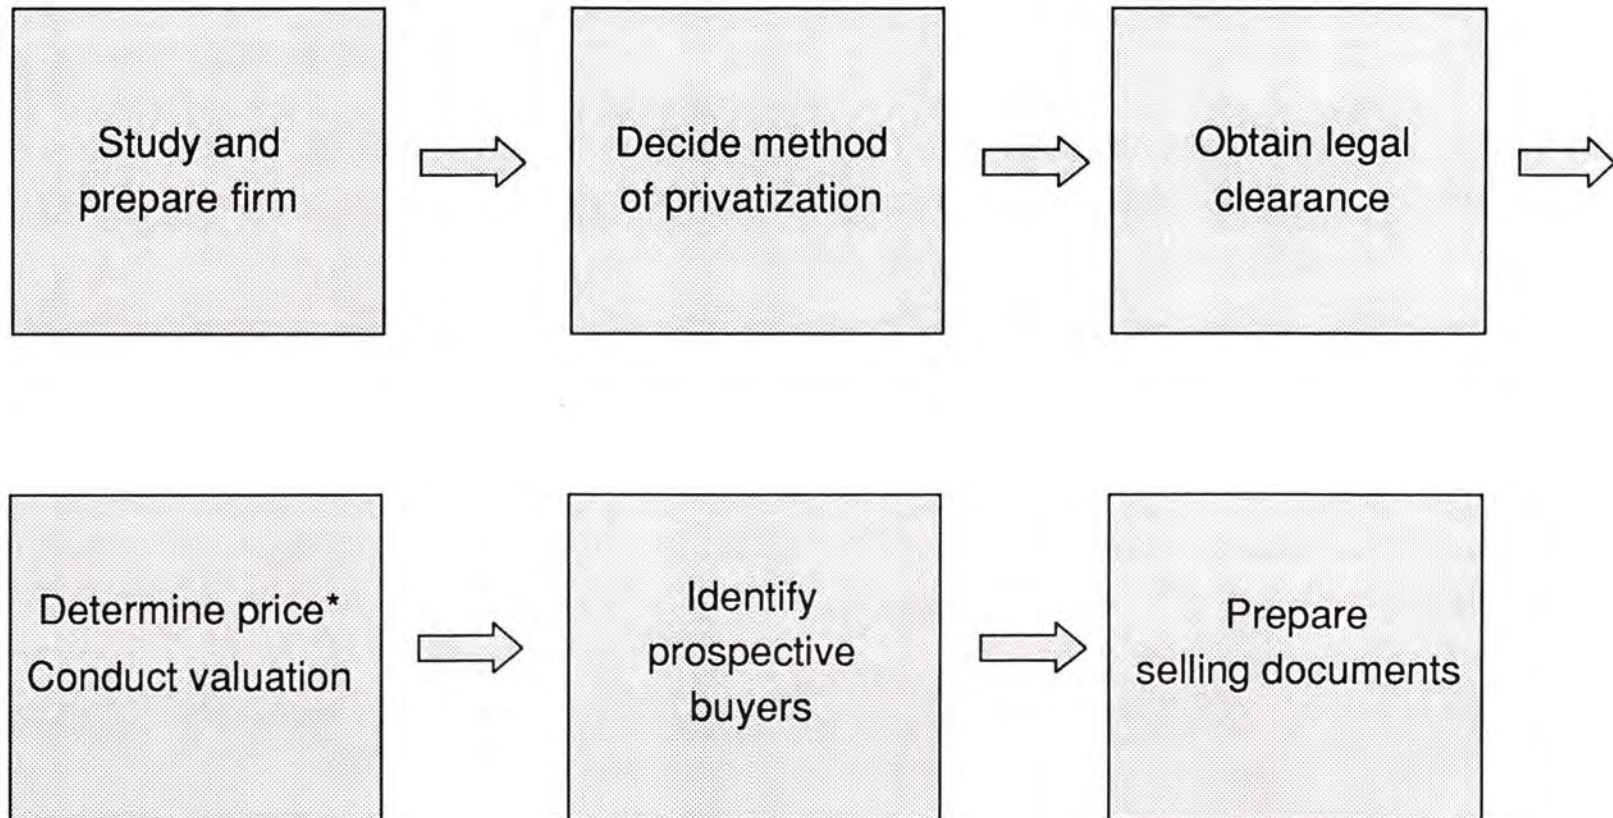 Study and
prepare firm
Decide method
of privatization
Obtain legal
clearance
Determine price*
Conduct valuation
Identify
prospective
buyers
Prepare
selling documents